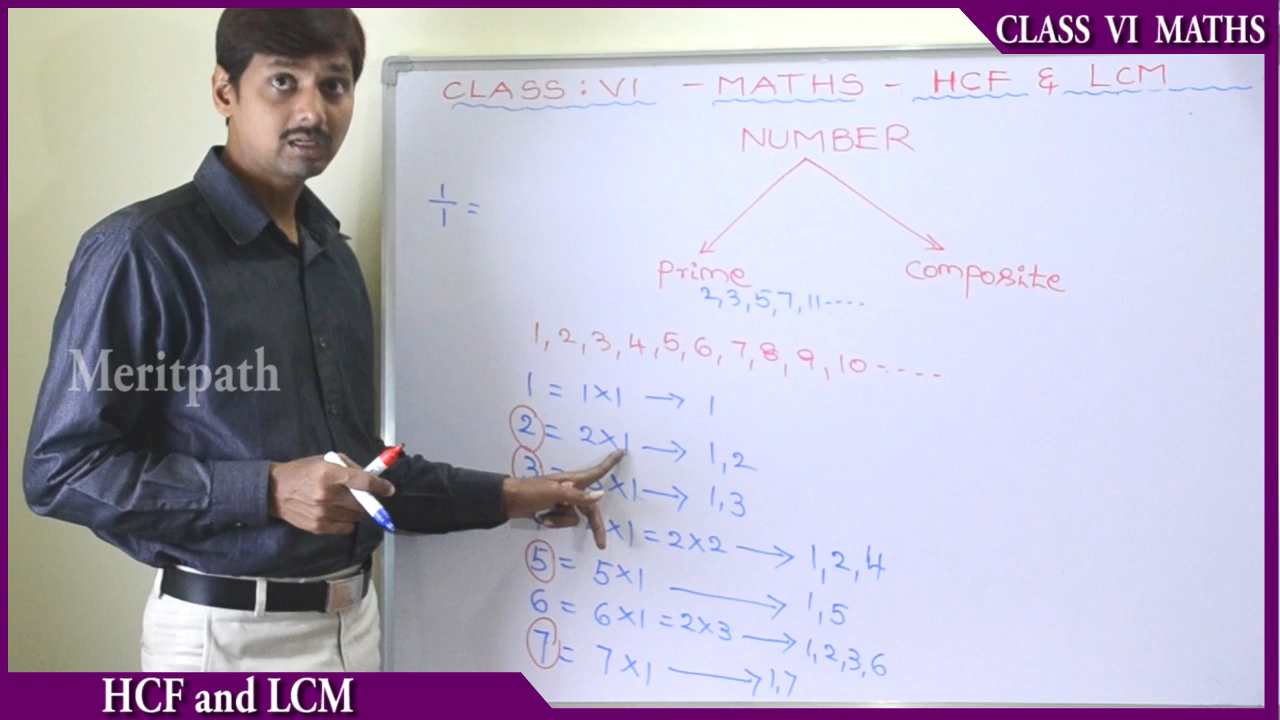 CLASS VI MATHS
CLASS : VI - MATHS - HCF & LCM
NUMBER
1/1 =
prime
composite
2, 3, 5, 7, 11 ....
1, 2, 3, 4, 5, 6, 7, 8, 9, 10 .....
Meritpath
1 = 1×1 → 1
2 = 2×1 → 1, 2
3 = ×1 → 1, 3
×1 = 2×2 → 1, 2, 4
5 = 5×1 → 1, 5
6 = 6×1 = 2×3 → 1, 2, 3, 6
7 = 7×1 → 1, 7
HCF and LCM